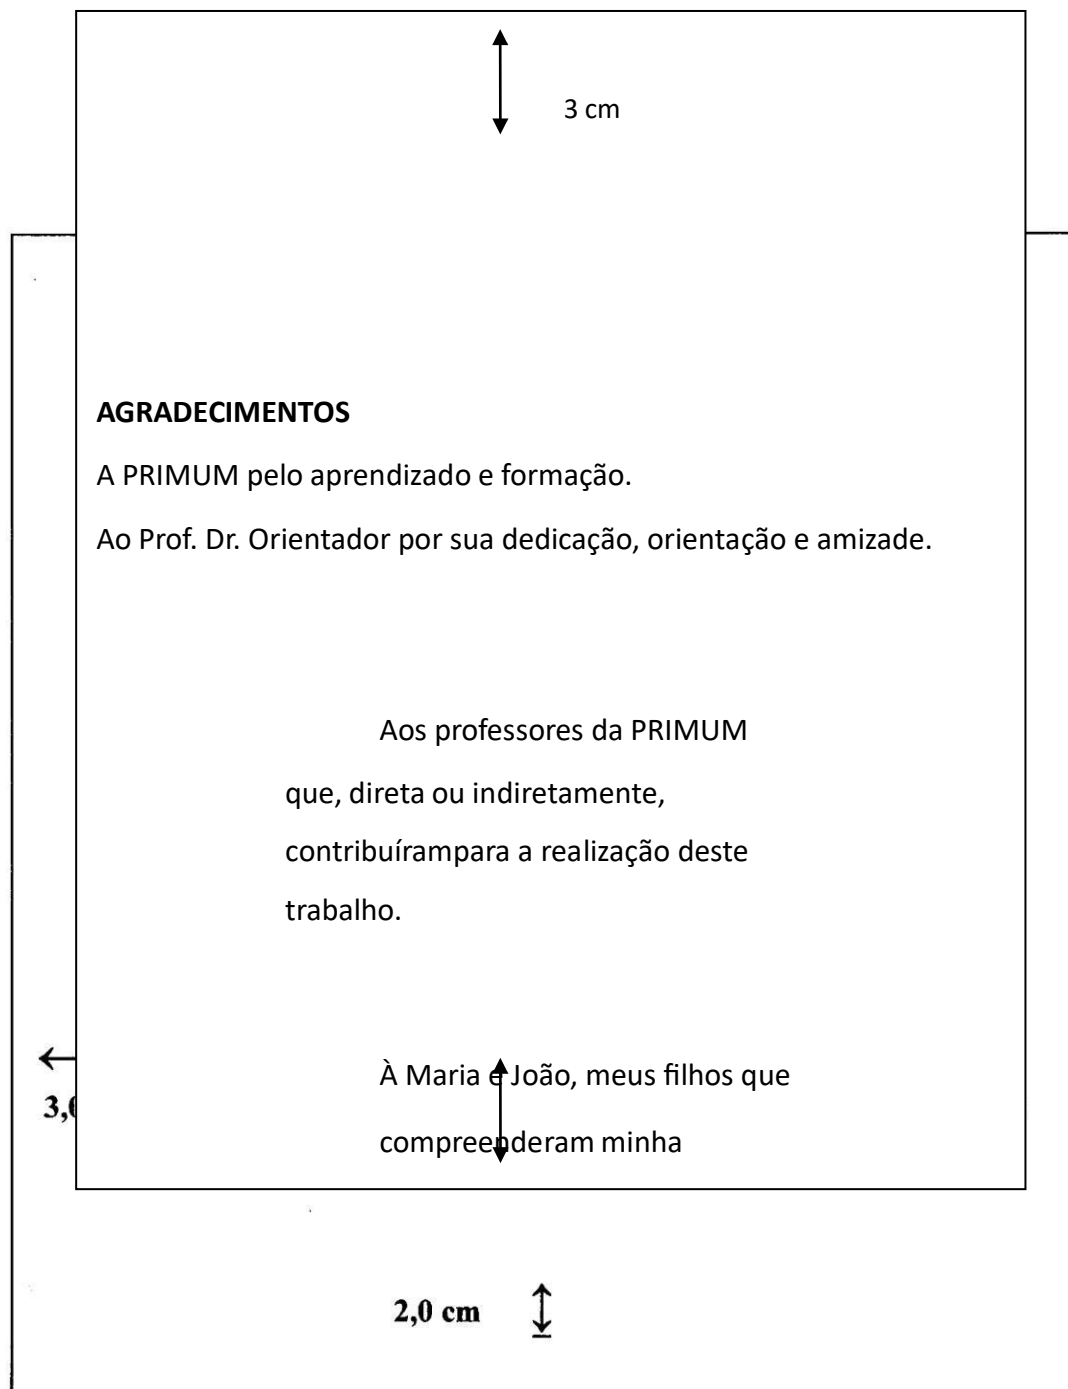 3 cm
AGRADECIMENTOS
A PRIMUM pelo aprendizado e formação.
Ao Prof. Dr. Orientador por sua dedicação, orientação e amizade.
Aos professores da PRIMUM
que, direta ou indiretamente,
contribuírampara a realização deste
trabalho.
À Maria e João, meus filhos que
compreenderam minha
2,0 cm